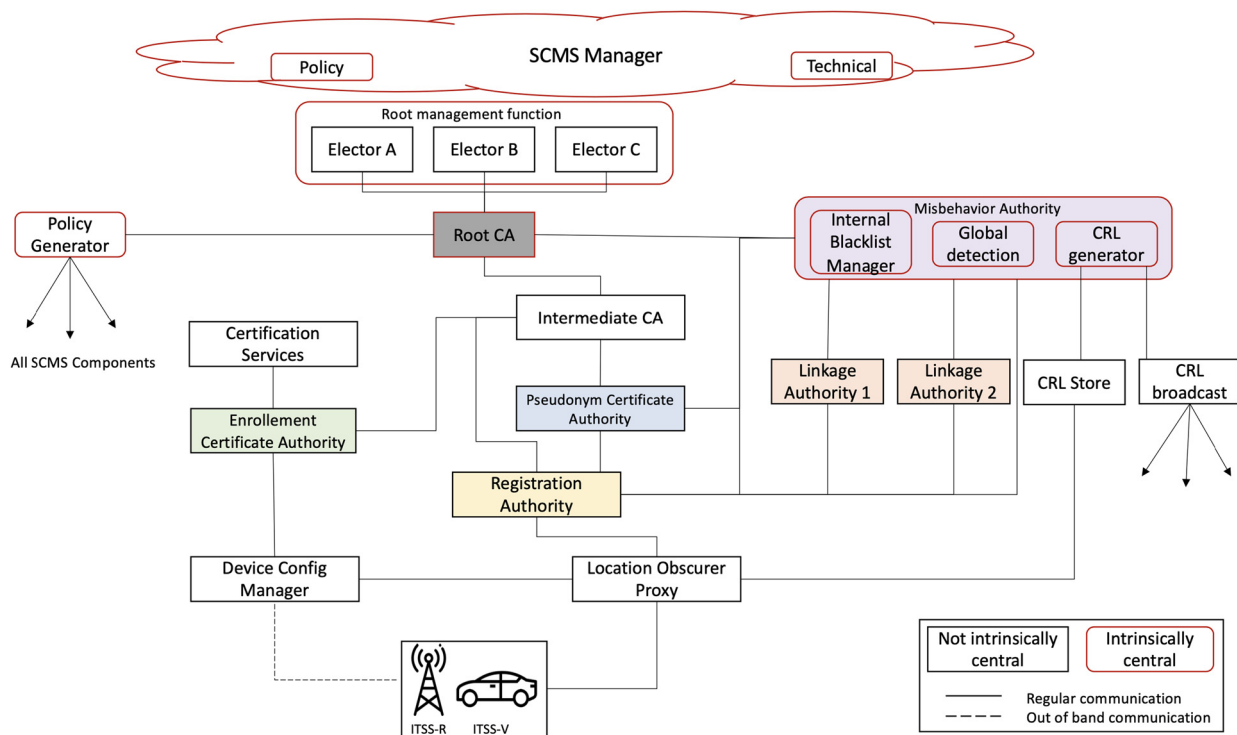 SCMS Manager
Policy
Technical
Root management function
Elector A
Elector B
Elector C
Policy
Generator
Root CA
Misbehavior Authority
Internal
Blacklist
Manager
Global
detection
CRL
generator
All SCMS Components
Intermediate CA
Certification
Services
Linkage
Authority 1
Linkage
Authority 2
CRL Store
CRL
broadcast
Enrollement
Certificate Authority
Pseudonym Certificate
Authority
Registration
Authority
Device Config
Manager
Location Obscurer
Proxy
ITSS-R
ITSS-V
Not intrinsically
central
Intrinsically
central
Regular communication
Out of band communication